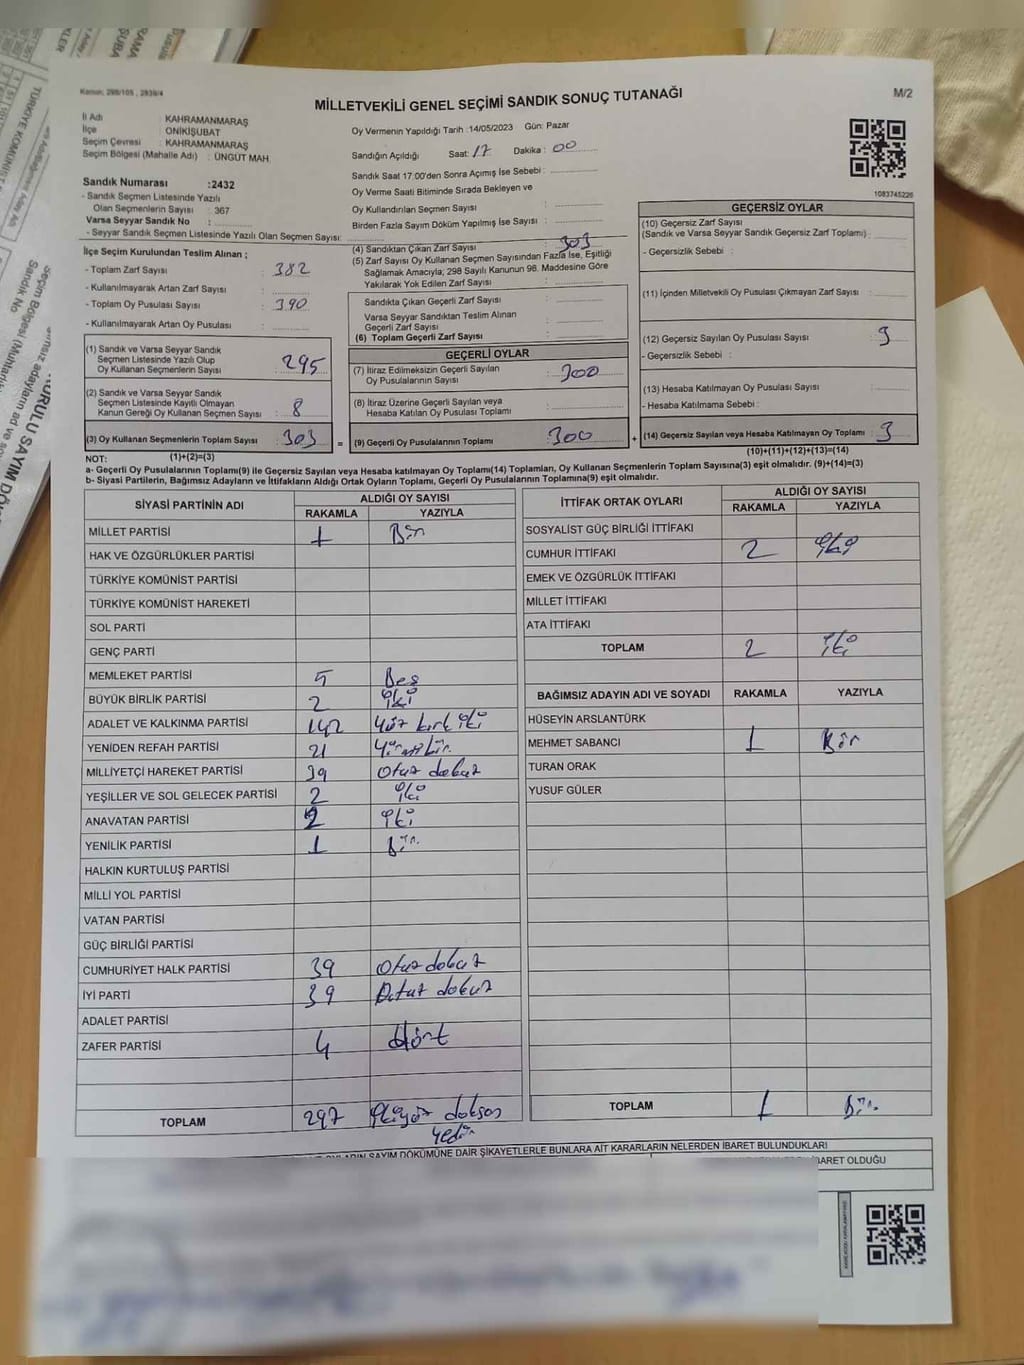 Kanun; 298/105 , 2839/4
MİLLETVEKİLİ GENEL SEÇİMİ SANDIK SONUÇ TUTANAĞI
M/2
İl Adı : KAHRAMANMARAŞ
İlçe : ONİKİŞUBAT
Seçim Çevresi : KAHRAMANMARAŞ
Seçim Bölgesi (Mahalle Adı) : ÜNGÜT MAH.
Oy Vermenin Yapıldığı Tarih :14/05/2023 Gün: Pazar
Sandığın Açıldığı Saat: 17 Dakika : 00
Sandık Saat 17:00'den Sonra Açımış İse Sebebi :
Oy Verme Saati Bitiminde Sırada Bekleyen ve
Oy Kullandırılan Seçmen Sayısı :
Birden Fazla Sayım Döküm Yapılmış İse Sayısı :
1083745226
Sandık Numarası :2432
- Sandık Seçmen Listesinde Yazılı
Olan Seçmenlerin Sayısı : 367
Varsa Seyyar Sandık No :
- Seyyar Sandık Seçmen Listesinde Yazılı Olan Seçmen Sayısı:
İlçe Seçim Kurulundan Teslim Alınan ;
- Toplam Zarf Sayısı : 382
- Kullanılmayarak Artan Zarf Sayısı :
- Toplam Oy Pusulası Sayısı : 390
- Kullanılmayarak Artan Oy Pusulası :
(1) Sandık ve Varsa Seyyar Sandık
Seçmen Listesinde Yazılı Olup
Oy Kullanan Seçmenlerin Sayısı : 295
(2) Sandık ve Varsa Seyyar Sandık
Seçmen Listesinde Kayıtlı Olmayan
Kanun Gereği Oy Kullanan Seçmen Sayısı : 8
(3) Oy Kullanan Seçmenlerin Toplam Sayısı : 303
(4) Sandıktan Çıkan Zarf Sayısı : 303
(5) Zarf Sayısı Oy Kullanan Seçmen Sayısından Fazla İse, Eşitliği
Sağlamak Amacıyla; 298 Sayılı Kanunun 98. Maddesine Göre
Yakılarak Yok Edilen Zarf Sayısı :
Sandıkta Çıkan Geçerli Zarf Sayısı :
Varsa Seyyar Sandıktan Teslim Alınan
Geçerli Zarf Sayısı :
(6) Toplam Geçerli Zarf Sayısı :
GEÇERLİ OYLAR
(7) İtiraz Edilmeksizin Geçerli Sayılan
Oy Pusulalarının Sayısı : 300
(8) İtiraz Üzerine Geçerli Sayılan veya
Hesaba Katılan Oy Pusulası Toplamı :
= (9) Geçerli Oy Pusulalarının Toplamı : 300
GEÇERSİZ OYLAR
(10) Geçersiz Zarf Sayısı
(Sandık ve Varsa Seyyar Sandık Geçersiz Zarf Toplamı) :
- Geçersizlik Sebebi :
(11) İçinden Milletvekili Oy Pusulası Çıkmayan Zarf Sayısı :
(12) Geçersiz Sayılan Oy Pusulası Sayısı : 3
- Geçersizlik Sebebi :
(13) Hesaba Katılmayan Oy Pusulası Sayısı :
- Hesaba Katılmama Sebebi :
+ (14) Geçersiz Sayılan veya Hesaba Katılmayan Oy Toplamı : 3
NOT: (1)+(2)=(3)
(10)+(11)+(12)+(13)=(14)
a- Geçerli Oy Pusulalarının Toplamı(9) ile Geçersiz Sayılan veya Hesaba katılmayan Oy Toplamı(14) Toplamları, Oy Kullanan Seçmenlerin Toplam Sayısına(3) eşit olmalıdır. (9)+(14)=(3)
b- Siyasi Partilerin, Bağımsız Adayların ve İttifakların Aldığı Ortak Oyların Toplamı, Geçerli Oy Pusulalarının Toplamına(9) eşit olmalıdır.
SİYASİ PARTİNİN ADI ALDIĞI OY SAYISI
RAKAMLA YAZIYLA
MİLLET PARTİSİ 1 Bir
HAK VE ÖZGÜRLÜKLER PARTİSİ
TÜRKİYE KOMÜNİST PARTİSİ
TÜRKİYE KOMÜNİST HAREKETİ
SOL PARTİ
GENÇ PARTİ
MEMLEKET PARTİSİ 5 Beş
BÜYÜK BİRLİK PARTİSİ 2 iki
ADALET VE KALKINMA PARTİSİ 142 Yüz kırk iki
YENİDEN REFAH PARTİSİ 21 Yirmi bir.
MİLLİYETÇİ HAREKET PARTİSİ 39 Otuz dokuz
YEŞİLLER VE SOL GELECEK PARTİSİ 2 iki
ANAVATAN PARTİSİ 2 iki
YENİLİK PARTİSİ 1 Bir.
HALKIN KURTULUŞ PARTİSİ
MİLLİ YOL PARTİSİ
VATAN PARTİSİ
GÜÇ BİRLİĞİ PARTİSİ
CUMHURİYET HALK PARTİSİ 39 Otuz dokuz
İYİ PARTİ 39 Otuz dokuz
ADALET PARTİSİ
ZAFER PARTİSİ 4 dört
TOPLAM 297 ikiyüz doksan
yedi
İTTİFAK ORTAK OYLARI ALDIĞI OY SAYISI
RAKAMLA YAZIYLA
SOSYALİST GÜÇ BİRLİĞİ İTTİFAKI
CUMHUR İTTİFAKI 2 iki
EMEK VE ÖZGÜRLÜK İTTİFAKI
MİLLET İTTİFAKI
ATA İTTİFAKI
TOPLAM 2 iki
BAĞIMSIZ ADAYIN ADI VE SOYADI RAKAMLA YAZIYLA
HÜSEYİN ARSLANTÜRK
MEHMET SABANCI 1 Bir
TURAN ORAK
YUSUF GÜLER
TOPLAM 1 Bir.
OYLARIN SAYIM DÖKÜMÜNE DAİR ŞİKAYETLERLE BUNLARA AİT KARARLARIN NELERDEN İBARET BULUNDUKLARI
İBARET OLDUĞU